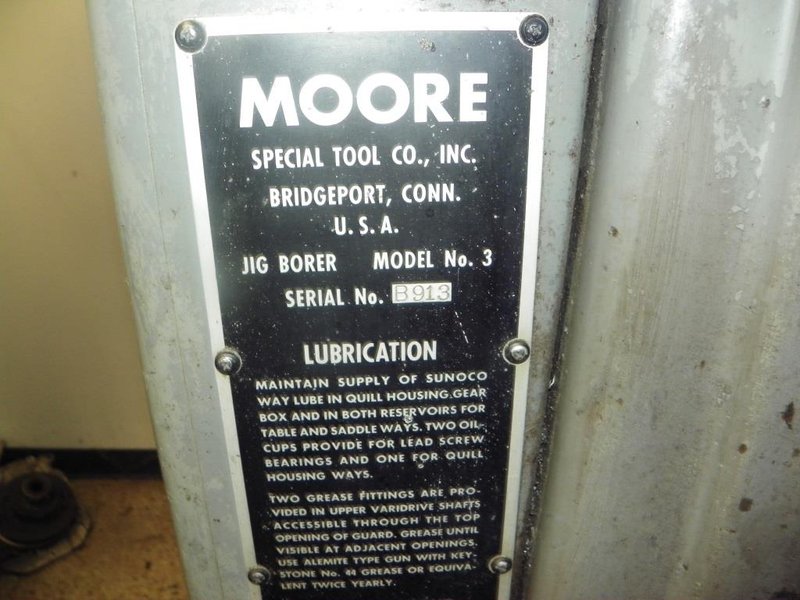 MOORE
SPECIAL TOOL CO., INC.
BRIDGEPORT, CONN.
U. S. A.
JIG BORER MODEL No. 3
SERIAL No. B913
LUBRICATION
MAINTAIN SUPPLY OF SUNOCO
WAY LUBE IN QUILL HOUSING, GEAR
BOX AND IN BOTH RESERVOIRS FOR
TABLE AND SADDLE WAYS. TWO OIL-
CUPS PROVIDE FOR LEAD SCREW
BEARINGS AND ONE FOR QUILL
HOUSING WAYS.
TWO GREASE FITTINGS ARE PRO-
VIDED IN UPPER VARIDRIVE SHAFTS
ACCESSIBLE THROUGH THE TOP
OPENING OF GUARD. GREASE UNTIL
VISIBLE AT ADJACENT OPENINGS.
USE ALEMITE TYPE GUN WITH KEY-
STONE No. 44 GREASE OR EQUIVA-
LENT TWICE YEARLY.